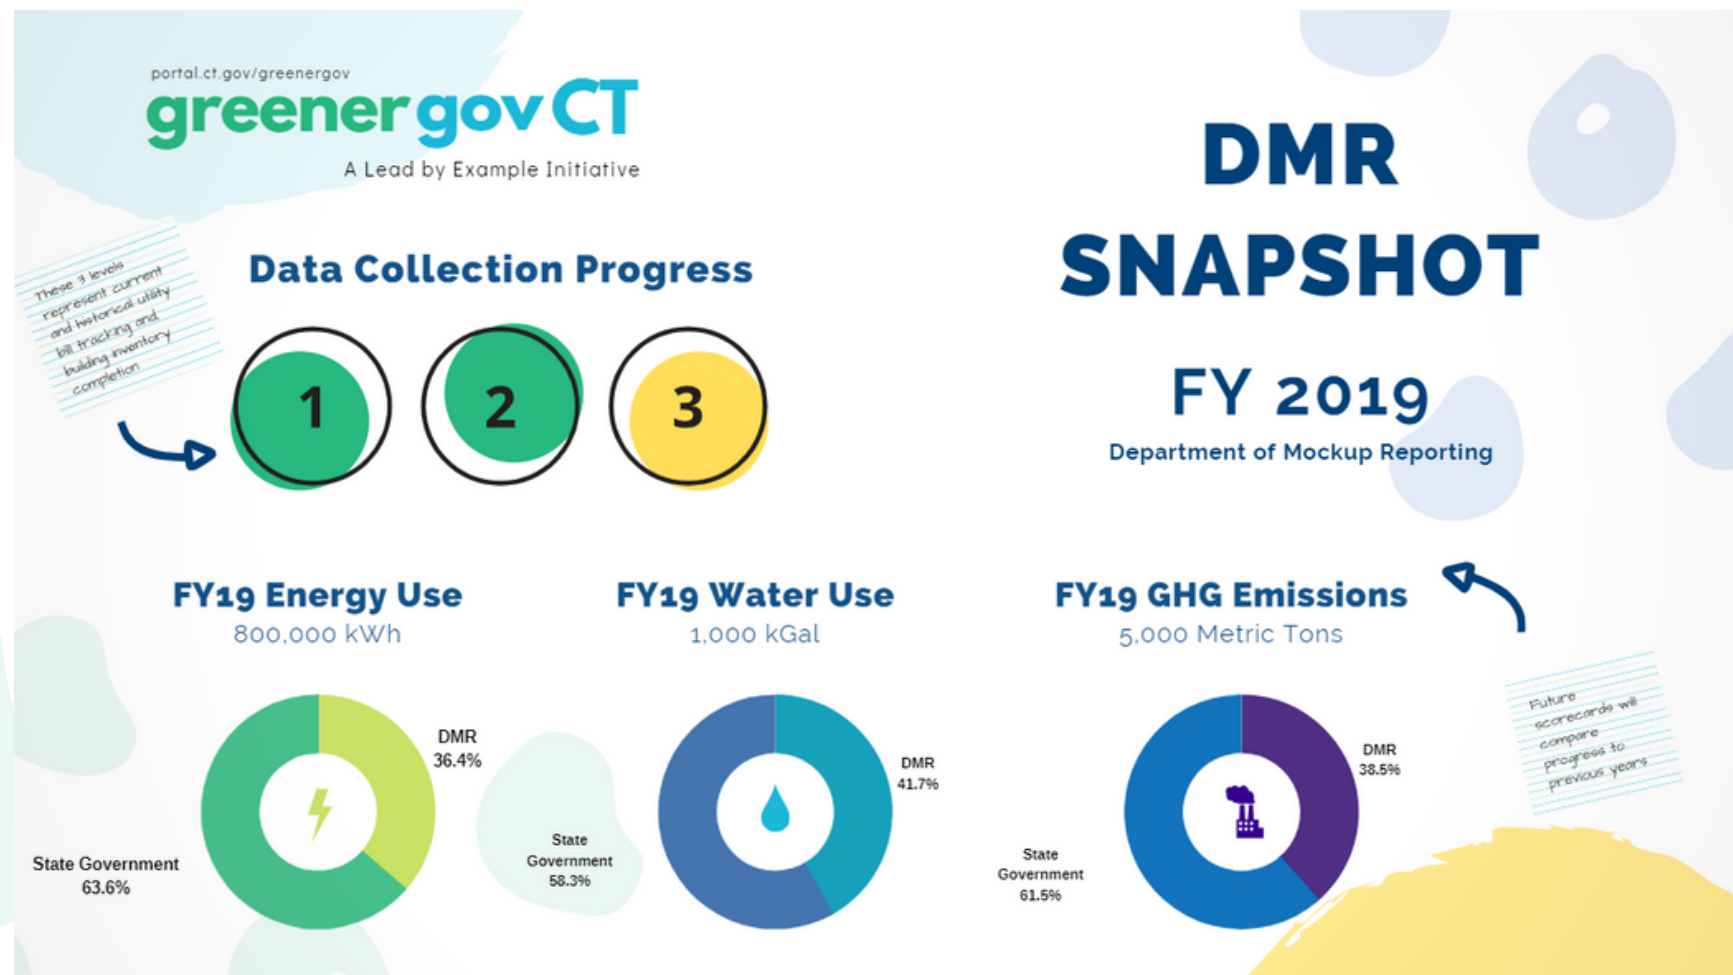 portal.ct.gov/greenergov
greenergovCT
A Lead by Example Initiative
DMR
SNAPSHOT
FY 2019
Department of Mockup Reporting
Data Collection Progress
These 3 levels
represent current
and historical utility
bill tracking and
building inventory
completion
1 2 3
FY19 Energy Use
800,000 kWh
DMR
36.4%
State Government
63.6%
FY19 Water Use
1,000 kGal
DMR
41.7%
State
Government
58.3%
FY19 GHG Emissions
5,000 Metric Tons
DMR
38.5%
State
Government
61.5%
Future
scorecards will
compare
progress to
previous years